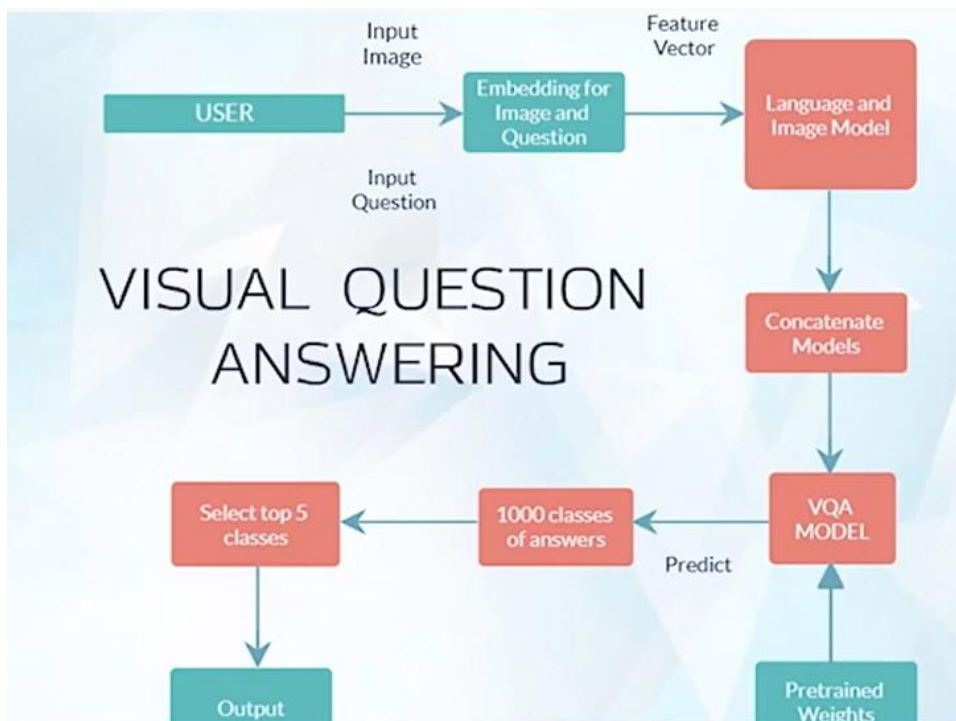 Input
Image
Feature
Vector
USER
Embedding for
Image and
Question
Language and
Image Model
Input
Question
VISUAL QUESTION
ANSWERING
Concatenate
Models
Select top 5
classes
1000 classes
of answers
VQA
MODEL
Predict
Output
Pretrained
Weights